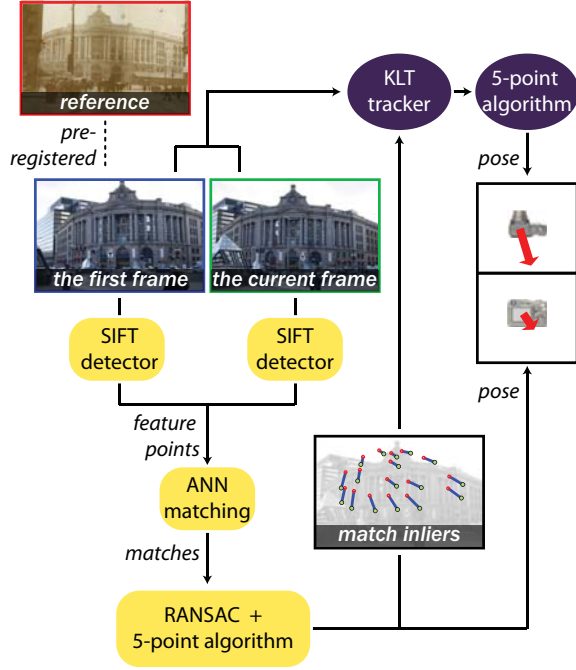 reference
pre-
registered
KLT
tracker
5-point
algorithm
pose
the first frame
the current frame
SIFT
detector
SIFT
detector
pose
feature
points
ANN
matching
match inliers
matches
RANSAC +
5-point algorithm